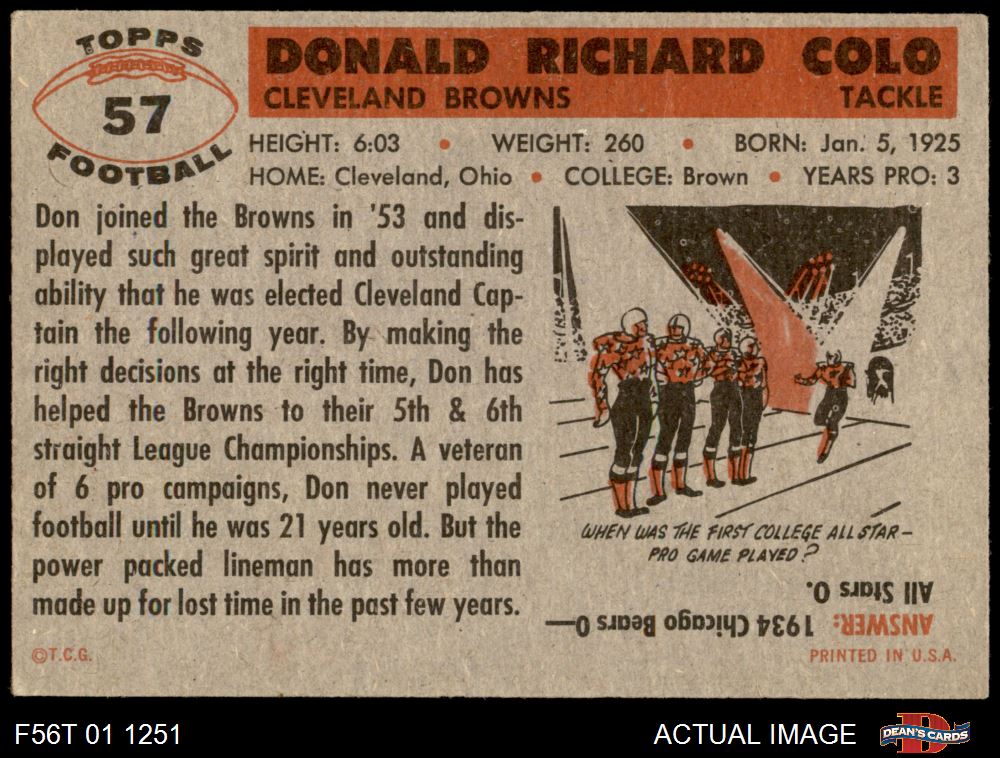 TOPPS
57
FOOTBALL
DONALD RICHARD COLO
CLEVELAND BROWNS TACKLE
HEIGHT: 6:03 • WEIGHT: 260 • BORN: Jan. 5, 1925
HOME: Cleveland, Ohio • COLLEGE: Brown • YEARS PRO: 3
Don joined the Browns in '53 and dis-
played such great spirit and outstanding
ability that he was elected Cleveland Cap-
tain the following year. By making the
right decisions at the right time, Don has
helped the Browns to their 5th & 6th
straight League Championships. A veteran
of 6 pro campaigns, Don never played
football until he was 21 years old. But the
power packed lineman has more than
made up for lost time in the past few years.
©T.C.G.
WHEN WAS THE FIRST COLLEGE ALL STAR-
PRO GAME PLAYED?
ANSWER: 1934 Chicago Bears 0—
All Stars 0.
PRINTED IN U.S.A.
F56T 01 1251
ACTUAL IMAGE
D
DEAN'S CARDS